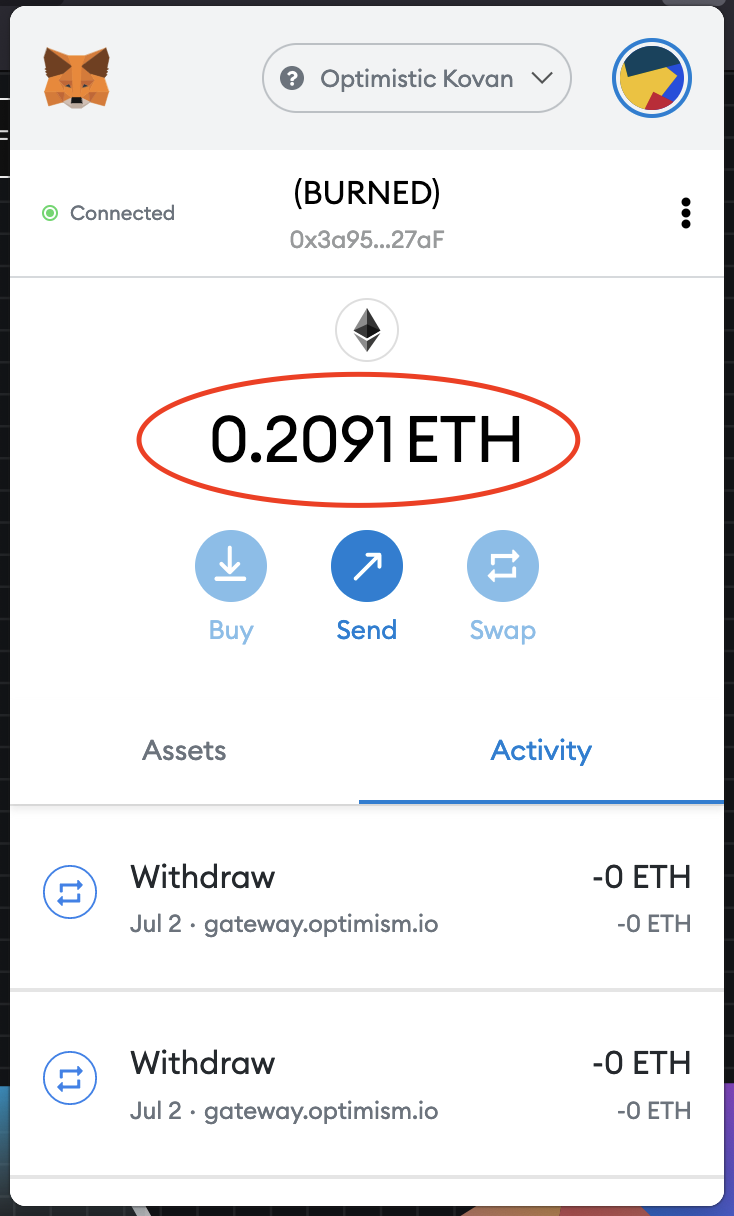 ? Optimistic Kovan
Connected
(BURNED)
0x3a95...27aF
0.2091 ETH
Buy
Send
Swap
Assets
Activity
Withdraw
-0 ETH
Jul 2 · gateway.optimism.io
-0 ETH
Withdraw
-0 ETH
Jul 2 · gateway.optimism.io
-0 ETH